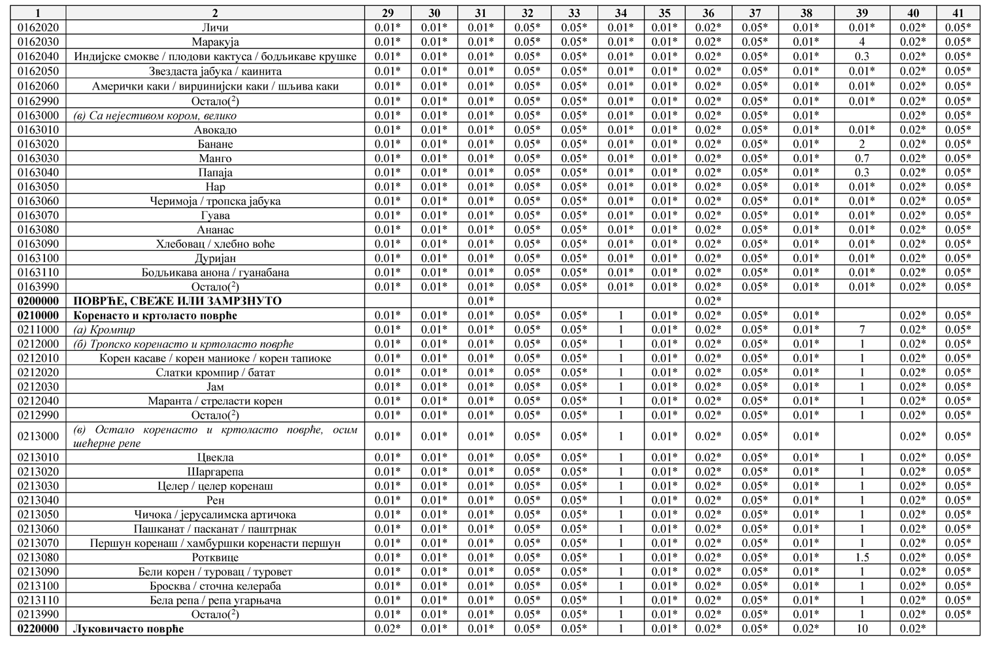 1 2 29 30 31 32 33 34 35 36 37 38 39 40 41
0162020 Личи 0.01* 0.01* 0.01* 0.05* 0.05* 0.01* 0.01* 0.02* 0.05* 0.01* 0.01* 0.02* 0.05*
0162030 Маракуја 0.01* 0.01* 0.01* 0.05* 0.05* 0.01* 0.01* 0.02* 0.05* 0.01* 4 0.02* 0.05*
0162040 Индијске смокве / плодови кактуса / бодљикаве крушке 0.01* 0.01* 0.01* 0.05* 0.05* 0.01* 0.01* 0.02* 0.05* 0.01* 0.3 0.02* 0.05*
0162050 Звездаста јабука / каинита 0.01* 0.01* 0.01* 0.05* 0.05* 0.01* 0.01* 0.02* 0.05* 0.01* 0.01* 0.02* 0.05*
0162060 Амерички каки / вирџинијски каки / шљива каки 0.01* 0.01* 0.01* 0.05* 0.05* 0.01* 0.01* 0.02* 0.05* 0.01* 0.01* 0.02* 0.05*
0162990 Остало(²) 0.01* 0.01* 0.01* 0.05* 0.05* 0.01* 0.01* 0.02* 0.05* 0.01* 0.01* 0.02* 0.05*
0163000 (в) Са нејестивом кором, велико 0.01* 0.01* 0.01* 0.05* 0.05* 0.01* 0.01* 0.02* 0.05* 0.01* 0.02* 0.05*
0163010 Авокадо 0.01* 0.01* 0.01* 0.05* 0.05* 0.01* 0.01* 0.02* 0.05* 0.01* 0.01* 0.02* 0.05*
0163020 Банане 0.01* 0.01* 0.01* 0.05* 0.05* 0.01* 0.01* 0.02* 0.05* 0.01* 2 0.02* 0.05*
0163030 Манго 0.01* 0.01* 0.01* 0.05* 0.05* 0.01* 0.01* 0.02* 0.05* 0.01* 0.7 0.02* 0.05*
0163040 Папаја 0.01* 0.01* 0.01* 0.05* 0.05* 0.01* 0.01* 0.02* 0.05* 0.01* 0.3 0.02* 0.05*
0163050 Нар 0.01* 0.01* 0.01* 0.05* 0.05* 0.01* 0.01* 0.02* 0.05* 0.01* 0.01* 0.02* 0.05*
0163060 Черимоја / тропска јабука 0.01* 0.01* 0.01* 0.05* 0.05* 0.01* 0.01* 0.02* 0.05* 0.01* 0.01* 0.02* 0.05*
0163070 Гуава 0.01* 0.01* 0.01* 0.05* 0.05* 0.01* 0.01* 0.02* 0.05* 0.01* 0.01* 0.02* 0.05*
0163080 Ананас 0.01* 0.01* 0.01* 0.05* 0.05* 0.01* 0.01* 0.02* 0.05* 0.01* 0.01* 0.02* 0.05*
0163090 Хлебовац / хлебно воће 0.01* 0.01* 0.01* 0.05* 0.05* 0.01* 0.01* 0.02* 0.05* 0.01* 0.01* 0.02* 0.05*
0163100 Дуријан 0.01* 0.01* 0.01* 0.05* 0.05* 0.01* 0.01* 0.02* 0.05* 0.01* 0.01* 0.02* 0.05*
0163110 Бодљикава анона / гуанабана 0.01* 0.01* 0.01* 0.05* 0.05* 0.01* 0.01* 0.02* 0.05* 0.01* 0.01* 0.02* 0.05*
0163990 Остало(²) 0.01* 0.01* 0.01* 0.05* 0.05* 0.01* 0.01* 0.02* 0.05* 0.01* 0.01* 0.02* 0.05*
0200000 ПОВРЋЕ, СВЕЖЕ ИЛИ ЗАМРЗНУТО 0.01* 0.02*
0210000 Коренасто и кртоласто поврће 0.01* 0.01* 0.01* 0.05* 0.05* 1 0.01* 0.02* 0.05* 0.01* 0.02* 0.05*
0211000 (а) Кромпир 0.01* 0.01* 0.01* 0.05* 0.05* 1 0.01* 0.02* 0.05* 0.01* 7 0.02* 0.05*
0212000 (б) Тропско коренасто и кртоласто поврће 0.01* 0.01* 0.01* 0.05* 0.05* 1 0.01* 0.02* 0.05* 0.01* 1 0.02* 0.05*
0212010 Корен касаве / корен маниоке / корен тапиоке 0.01* 0.01* 0.01* 0.05* 0.05* 1 0.01* 0.02* 0.05* 0.01* 1 0.02* 0.05*
0212020 Слатки кромпир / батат 0.01* 0.01* 0.01* 0.05* 0.05* 1 0.01* 0.02* 0.05* 0.01* 1 0.02* 0.05*
0212030 Јам 0.01* 0.01* 0.01* 0.05* 0.05* 1 0.01* 0.02* 0.05* 0.01* 1 0.02* 0.05*
0212040 Маранта / стреласти корен 0.01* 0.01* 0.01* 0.05* 0.05* 1 0.01* 0.02* 0.05* 0.01* 1 0.02* 0.05*
0212990 Остало(²) 0.01* 0.01* 0.01* 0.05* 0.05* 1 0.01* 0.02* 0.05* 0.01* 1 0.02* 0.05*
0213000 (в) Остало коренасто и кртоласто поврће, осим
шећерне репе 0.01* 0.01* 0.01* 0.05* 0.05* 1 0.01* 0.02* 0.05* 0.01* 0.02* 0.05*
0213010 Цвекла 0.01* 0.01* 0.01* 0.05* 0.05* 1 0.01* 0.02* 0.05* 0.01* 1 0.02* 0.05*
0213020 Шаргарепа 0.01* 0.01* 0.01* 0.05* 0.05* 1 0.01* 0.02* 0.05* 0.01* 1 0.02* 0.05*
0213030 Целер / целер коренаш 0.01* 0.01* 0.01* 0.05* 0.05* 1 0.01* 0.02* 0.05* 0.01* 1 0.02* 0.05*
0213040 Рен 0.01* 0.01* 0.01* 0.05* 0.05* 1 0.01* 0.02* 0.05* 0.01* 1 0.02* 0.05*
0213050 Чичока / јерусалимска артичока 0.01* 0.01* 0.01* 0.05* 0.05* 1 0.01* 0.02* 0.05* 0.01* 1 0.02* 0.05*
0213060 Пашканат / пасканат / паштрнак 0.01* 0.01* 0.01* 0.05* 0.05* 1 0.01* 0.02* 0.05* 0.01* 1 0.02* 0.05*
0213070 Першун коренаш / хамбуршки коренасти першун 0.01* 0.01* 0.01* 0.05* 0.05* 1 0.01* 0.02* 0.05* 0.01* 1 0.02* 0.05*
0213080 Ротквице 0.01* 0.01* 0.01* 0.05* 0.05* 1 0.01* 0.02* 0.05* 0.01* 1.5 0.02* 0.05*
0213090 Бели корен / туровац / туровет 0.01* 0.01* 0.01* 0.05* 0.05* 1 0.01* 0.02* 0.05* 0.01* 1 0.02* 0.05*
0213100 Броскva / сточна келераба 0.01* 0.01* 0.01* 0.05* 0.05* 1 0.01* 0.02* 0.05* 0.01* 1 0.02* 0.05*
0213110 Бела репа / репа угарњача 0.01* 0.01* 0.01* 0.05* 0.05* 1 0.01* 0.02* 0.05* 0.01* 1 0.02* 0.05*
0213990 Остало(²) 0.01* 0.01* 0.01* 0.05* 0.05* 1 0.01* 0.02* 0.05* 0.01* 1 0.02* 0.05*
0220000 Луковичасто поврће 0.02* 0.01* 0.01* 0.05* 0.05* 1 0.01* 0.02* 0.05* 0.02* 10 0.02*